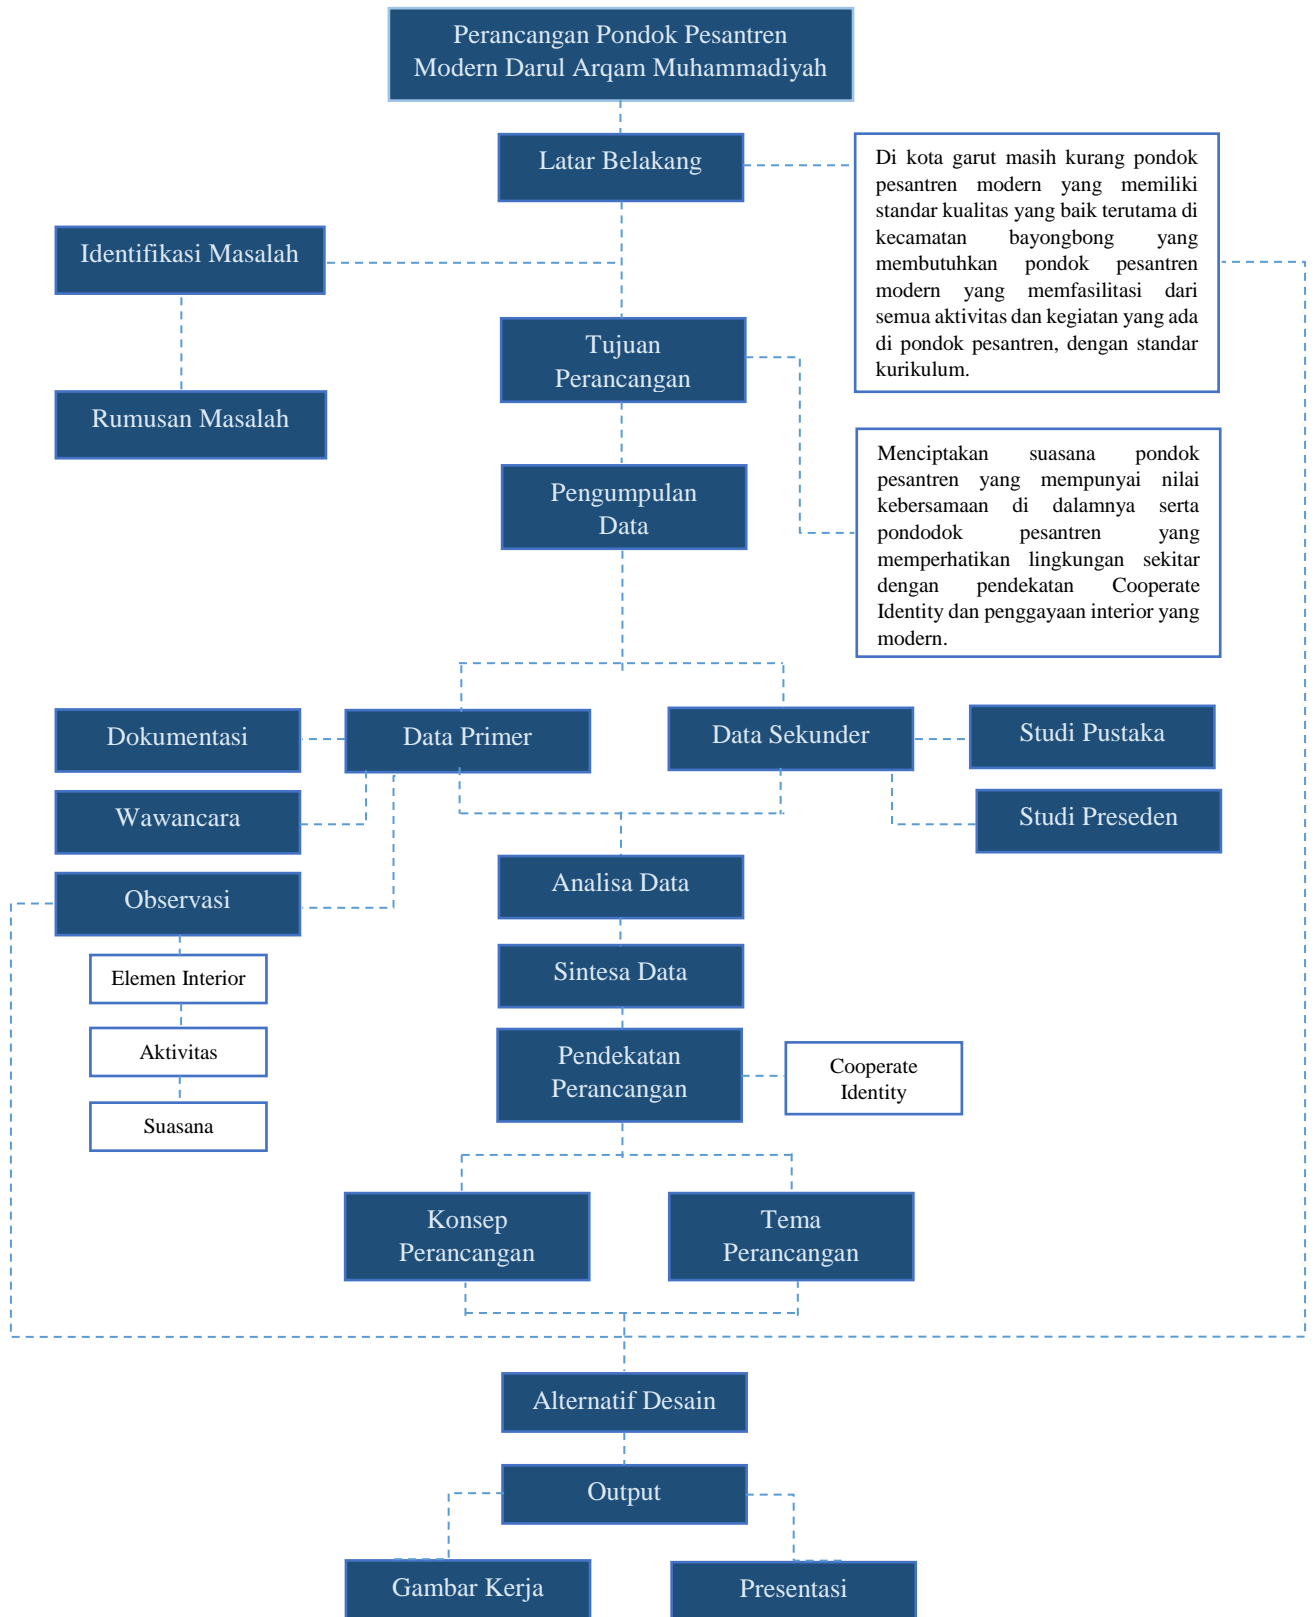 Perancangan Pondok Pesantren
Modern Darul Arqam Muhammadiyah
Latar Belakang
Di kota garut masih kurang pondok
pesantren modern yang memiliki
standar kualitas yang baik terutama di
kecamatan bayongbong yang
membutuhkan pondok pesantren
modern yang memfasilitasi dari
semua aktivitas dan kegiatan yang ada
di pondok pesantren, dengan standar
kurikulum.
Identifikasi Masalah
Tujuan
Perancangan
Rumusan Masalah
Menciptakan suasana pondok
pesantren yang mempunyai nilai
kebersamaan di dalamnya serta
pondodok pesantren yang
memperhatikan lingkungan sekitar
dengan pendekatan Cooperate
Identity dan penggayaan interior yang
modern.
Pengumpulan
Data
Dokumentasi
Data Primer
Data Sekunder
Studi Pustaka
Wawancara
Studi Preseden
Analisa Data
Observasi
Elemen Interior
Sintesa Data
Aktivitas
Pendekatan
Perancangan
Cooperate
Identity
Suasana
Konsep
Perancangan
Tema
Perancangan
Alternatif Desain
Output
Gambar Kerja
Presentasi